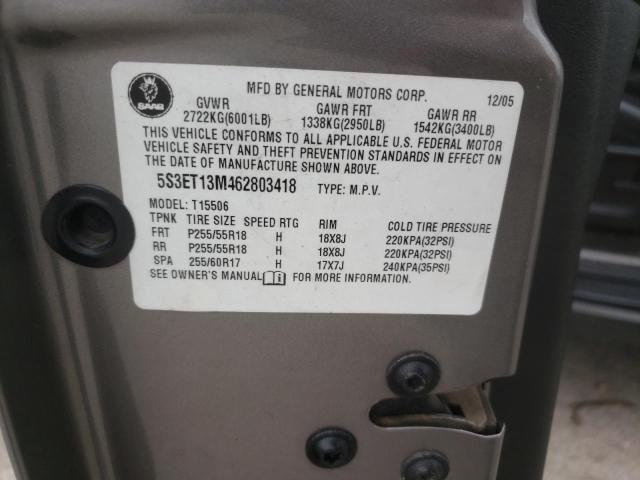 MFD BY GENERAL MOTORS CORP. 12/05
SAAB
GVWR GAWR FRT GAWR RR
2722KG(6001LB) 1338KG(2950LB) 1542KG(3400LB)
THIS VEHICLE CONFORMS TO ALL APPLICABLE U.S. FEDERAL MOTOR
VEHICLE SAFETY AND THEFT PREVENTION STANDARDS IN EFFECT ON
THE DATE OF MANUFACTURE SHOWN ABOVE.
5S3ET13M462803418 TYPE: M.P.V.
MODEL: T15506
TPNK TIRE SIZE SPEED RTG RIM COLD TIRE PRESSURE
FRT P255/55R18 H 18X8J 220KPA(32PSI)
RR P255/55R18 H 18X8J 220KPA(32PSI)
SPA 255/60R17 H 17X7J 240KPA(35PSI)
SEE OWNER'S MANUAL FOR MORE INFORMATION.